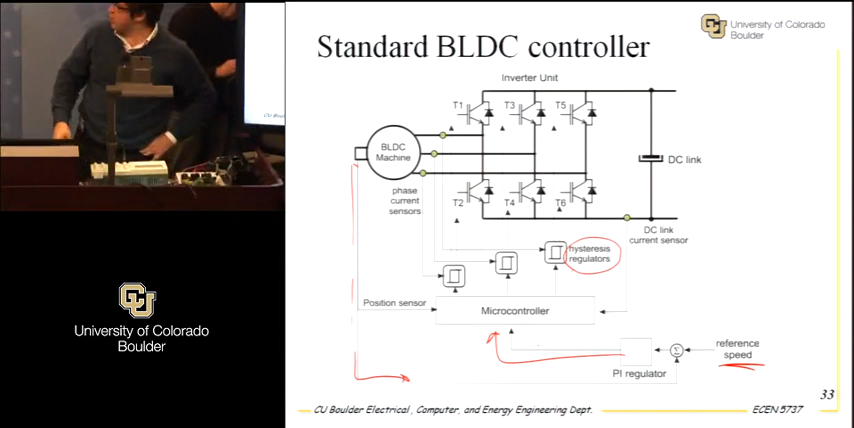 University of Colorado
Boulder
Standard BLDC controller
Inverter Unit
T1
T3
T5
BLDC
Machine
DC link
phase
current
sensors
T2
T4
T6
DC link
current sensor
hysteresis
regulators
Position sensor
Microcontroller
reference
speed
Σ
PI regulator
33
CU Boulder Electrical, Computer, and Energy Engineering Dept.
ECEN 5737
CU
University of Colorado
Boulder